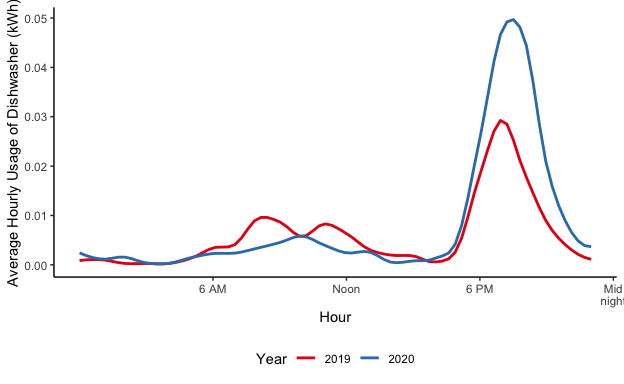 Average Hourly Usage of Dishwasher (kWh)
0.05
0.04
0.03
0.02
0.01
0.00
6 AM
Noon
6 PM
Mid
night
Hour
Year
2019
2020